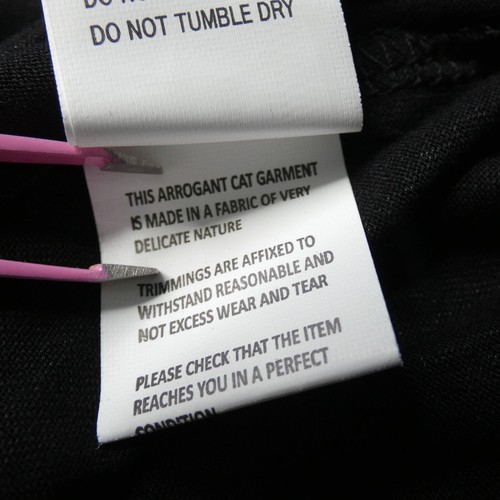 DO NOT TUMBLE DRY
THIS ARROGANT CAT GARMENT
IS MADE IN A FABRIC OF VERY
DELICATE NATURE
TRIMMINGS ARE AFFIXED TO
WITHSTAND REASONABLE AND
NOT EXCESS WEAR AND TEAR
PLEASE CHECK THAT THE ITEM
REACHES YOU IN A PERFECT
CONDITION